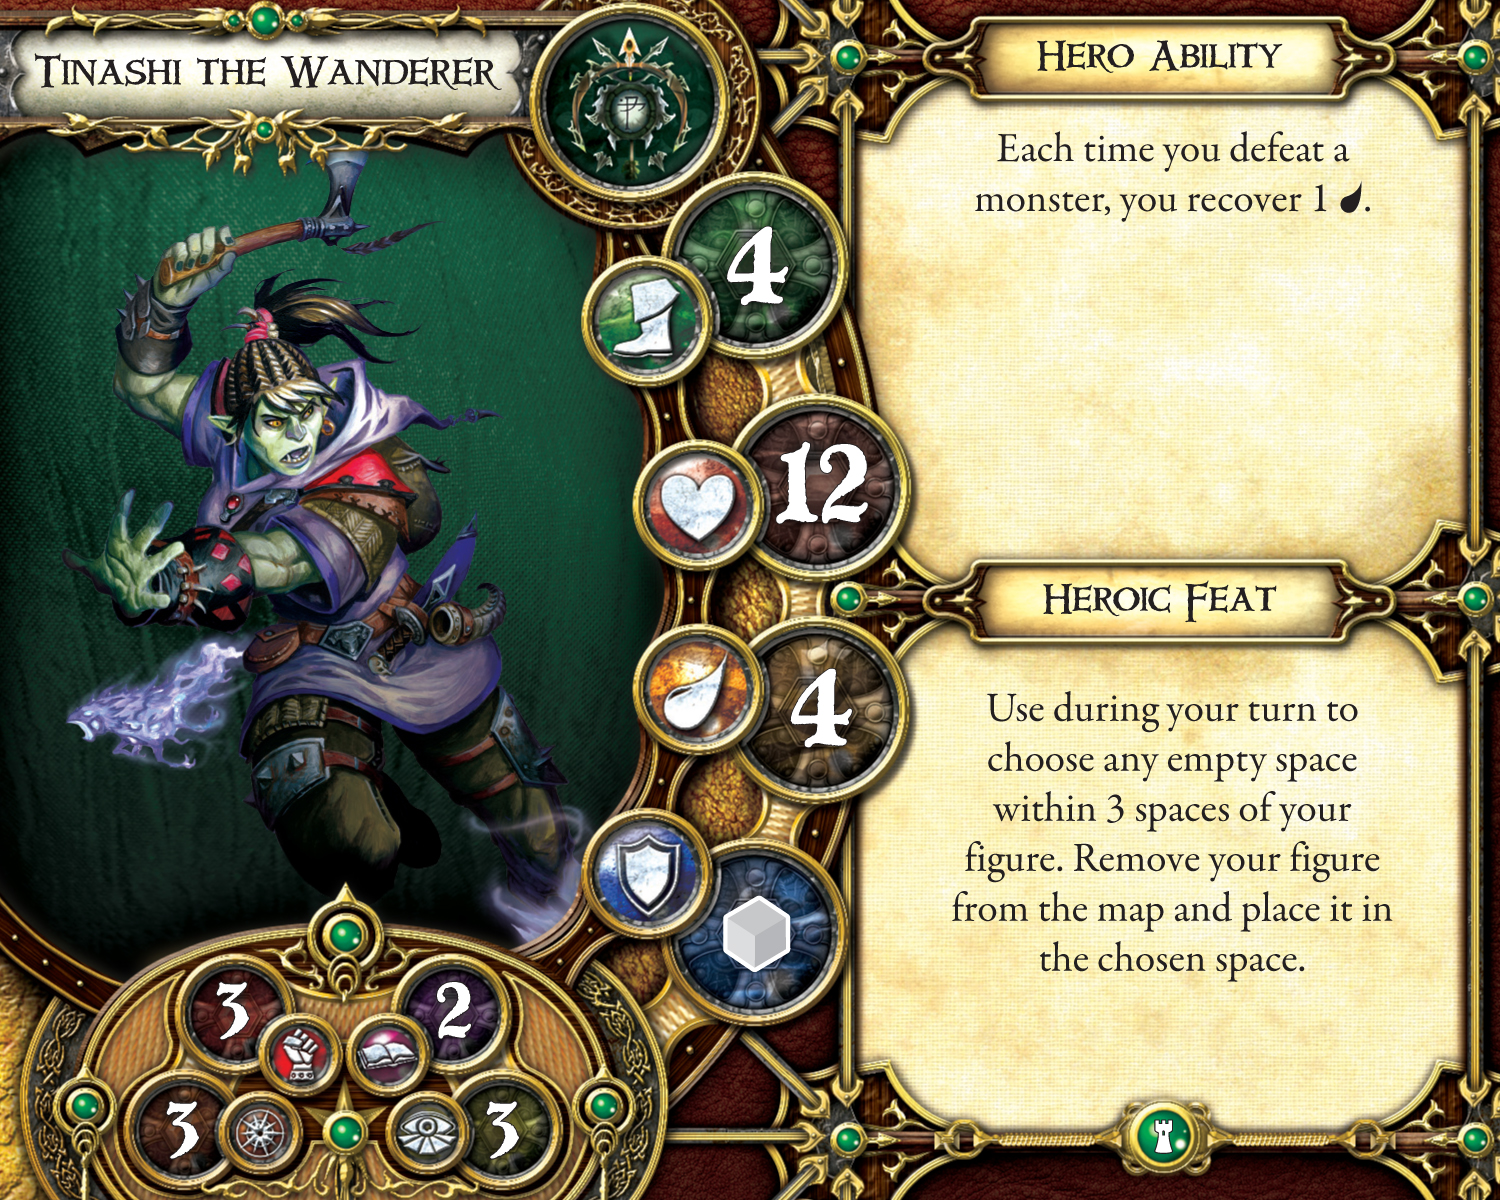 Tinashi the Wanderer
4
12
4
3
2
3
3
Hero Ability
Each time you defeat a
monster, you recover 1 .
Heroic Feat
Use during your turn to
choose any empty space
within 3 spaces of your
figure. Remove your figure
from the map and place it in
the chosen space.